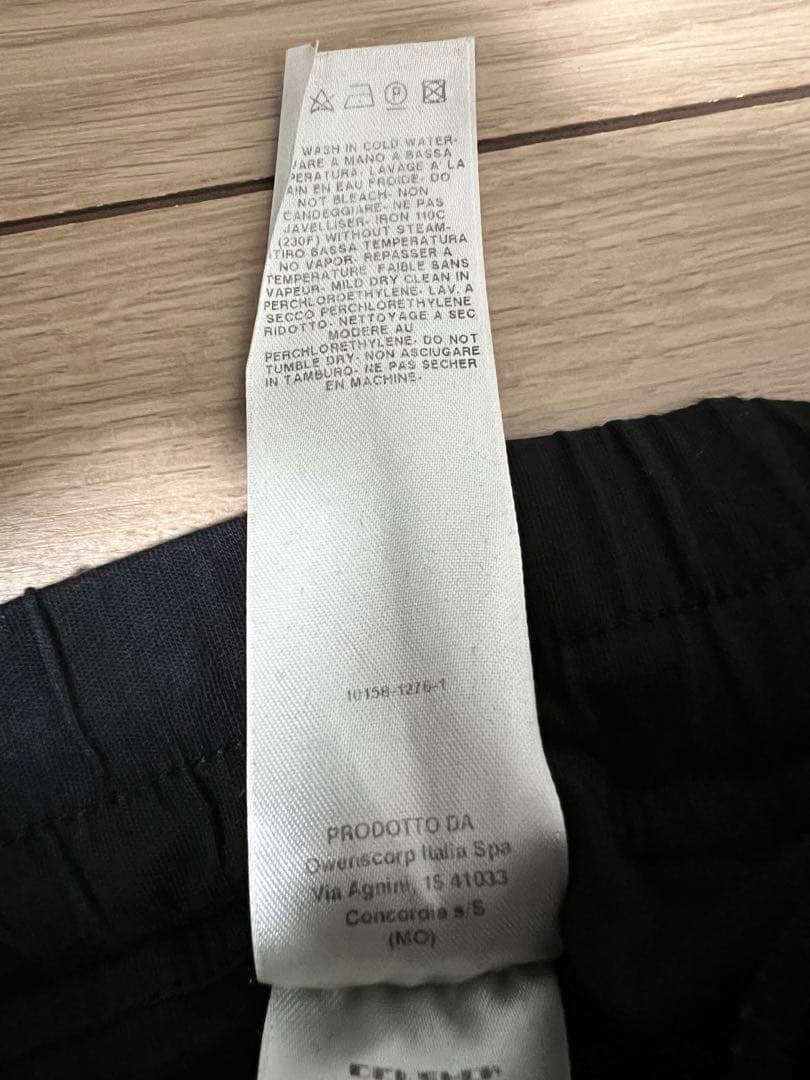 P
WASH IN COLD WATER-
ARE A MANO A BASSA
PERATURA- LAVAGE A LA
AIN EN EAU FROIDE- DO
NOT BLEACH- NON
CANDEGGIARE- NE PAS
JAVELLISER- IRON 110C
(230F) WITHOUT STEAM-
TIRO BASSA TEMPERATURA
NO VAPOR- REPASSER A
TEMPERATURE FAIBLE SANS
VAPEUR- MILD DRY CLEAN IN
PERCHLOROETHYLENE- LAV. A
SECCO PERCHLORETHYLENE
RIDOTTO- NETTOYAGE A SEC
MODERE AU
PERCHLORETHYLENE- DO NOT
TUMBLE DRY- NON ASCIUGARE
IN TAMBURO- NE PAS SECHER
EN MACHINE-
10158-1276-1
PRODOTTO DA
Owenscorp Italia Spa
Via Agnini, 15 41033
Concordia s/S
(MO)